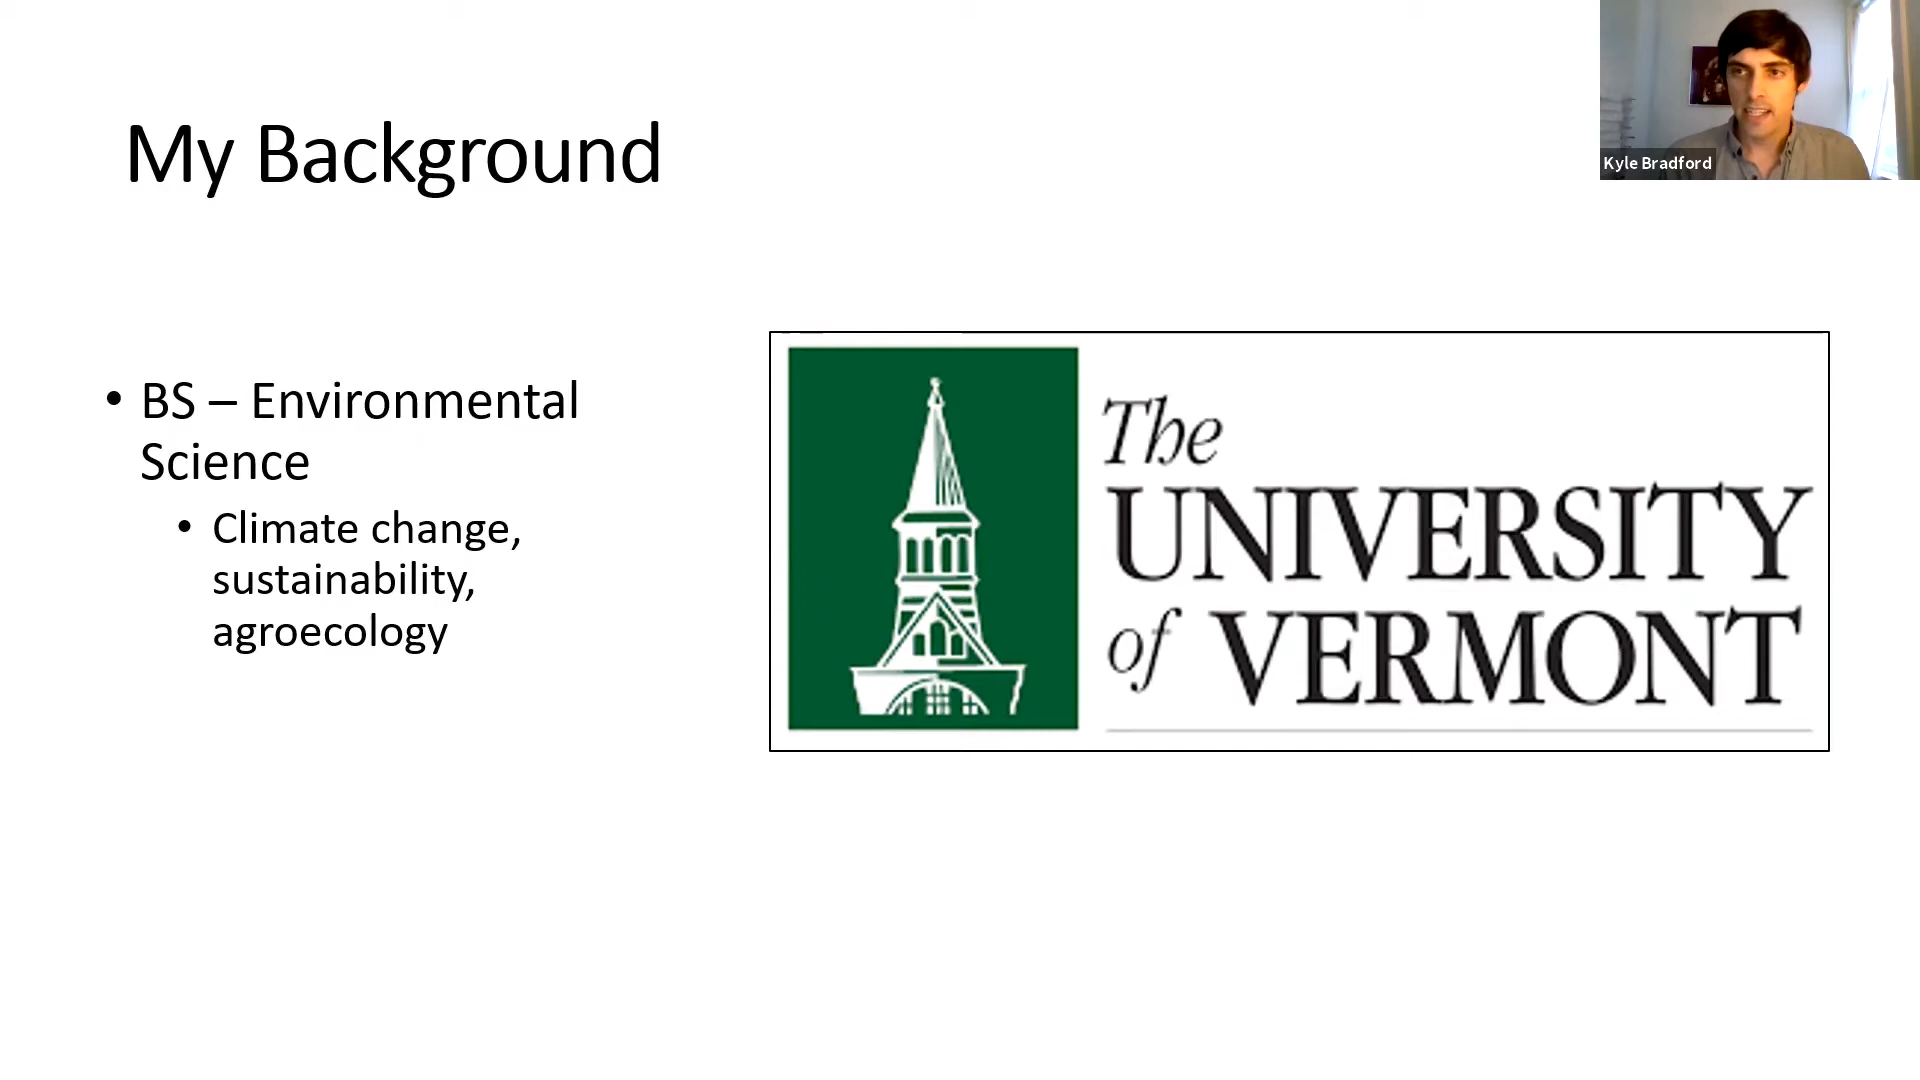 My Background
Kyle Bradford
• BS – Environmental
Science
• Climate change,
sustainability,
agroecology
The
UNIVERSITY
of VERMONT